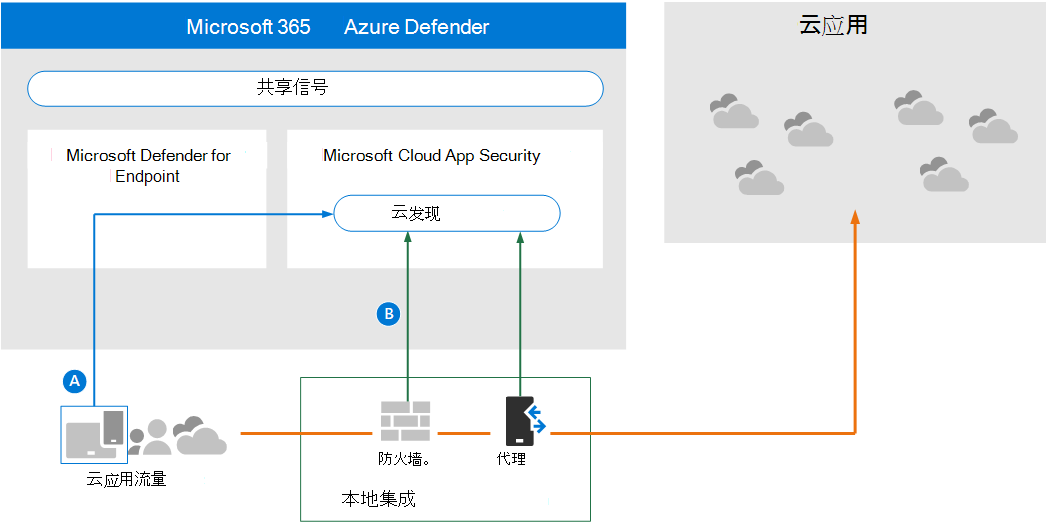 Microsoft 365 Azure Defender
云应用
共享信号
Microsoft Defender for
Endpoint
Microsoft Cloud App Security
云发现
B
A
云应用流量
防火墙。
代理
本地集成